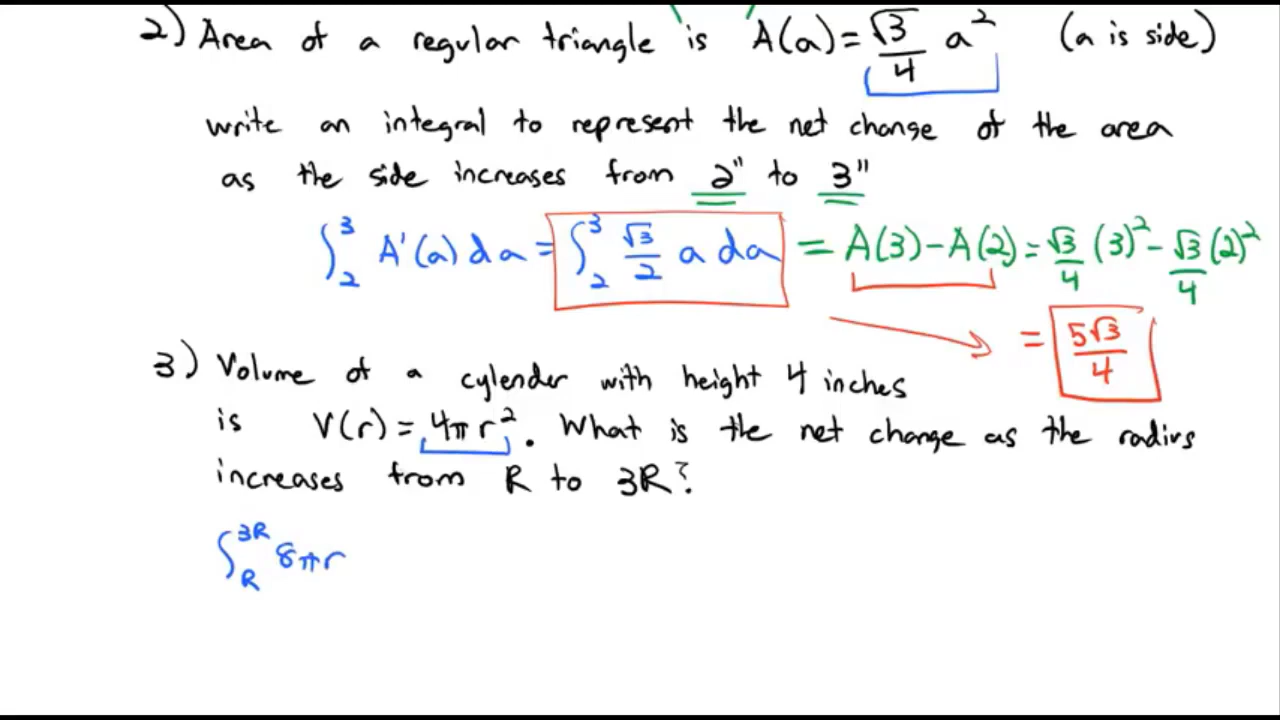 2) Area of a regular triangle is A(a) = √3/4 a² (a is side)
write an integral to represent the net change of the area
as the side increases from 2" to 3"
∫₂³ A'(a) da = ∫₂³ √3/2 a da = A(3) − A(2) = √3/4 (3)² − √3/4 (2)²
= 5√3/4
3) Volume of a cylender with height 4 inches
is V(r) = 4πr². What is the net change as the radius
increases from R to 3R?
∫_R^3R 8πr